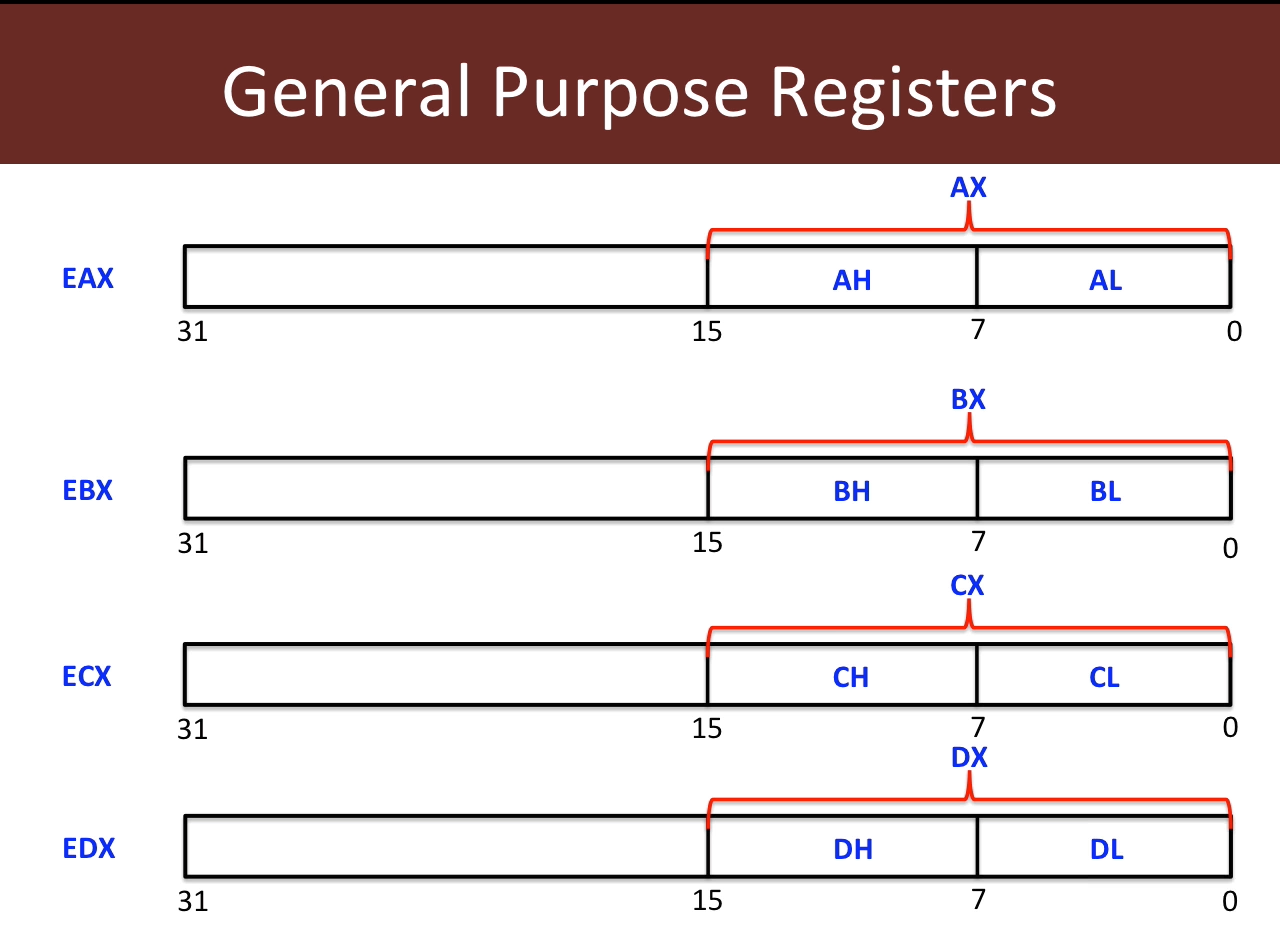 General Purpose Registers
AX
EAX AH AL
31 15 7 0
BX
EBX BH BL
31 15 7 0
CX
ECX CH CL
31 15 7 0
DX
EDX DH DL
31 15 7 0